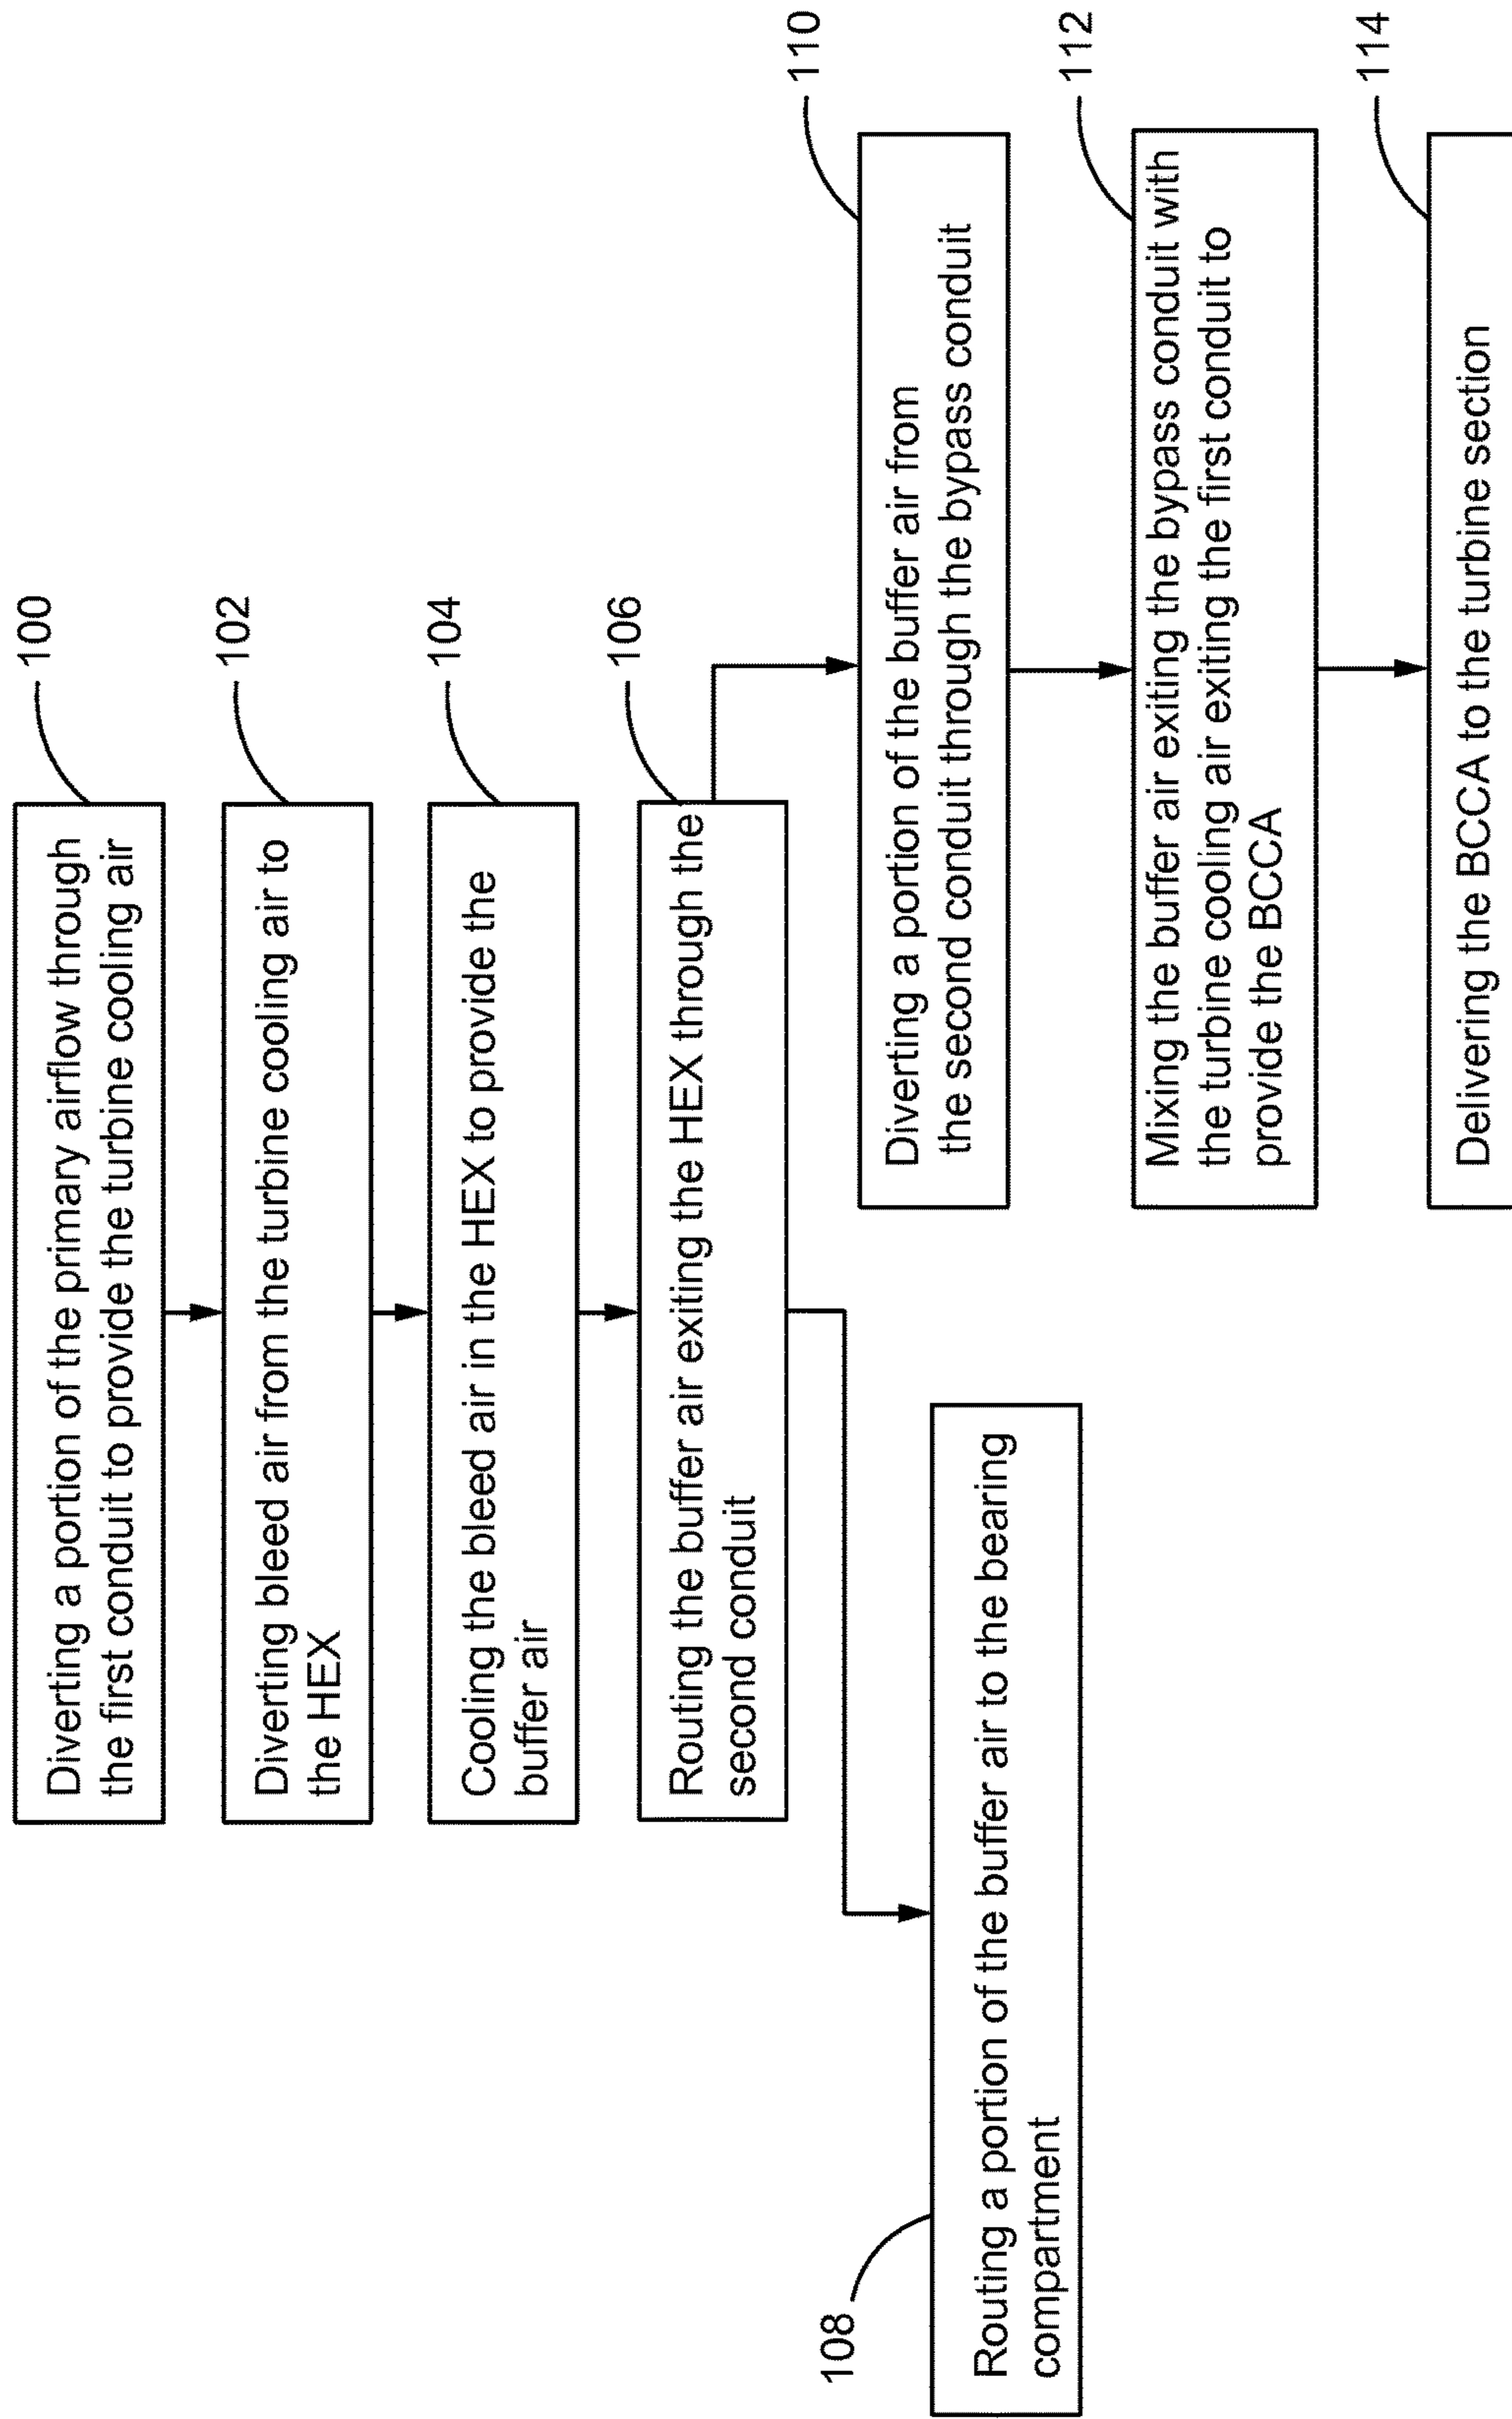 100
Diverting a portion of the primary airflow through
the first conduit to provide the turbine cooling air
102
Diverting bleed air from the turbine cooling air to
the HEX
104
Cooling the bleed air in the HEX to provide the
buffer air
106
Routing the buffer air exiting the HEX through the
second conduit
108
Routing a portion of the buffer air to the bearing
compartment
110
Diverting a portion of the buffer air from
the second conduit through the bypass conduit
112
Mixing the buffer air exiting the bypass conduit with
the turbine cooling air exiting the first conduit to
provide the BCCA
114
Delivering the BCCA to the turbine section